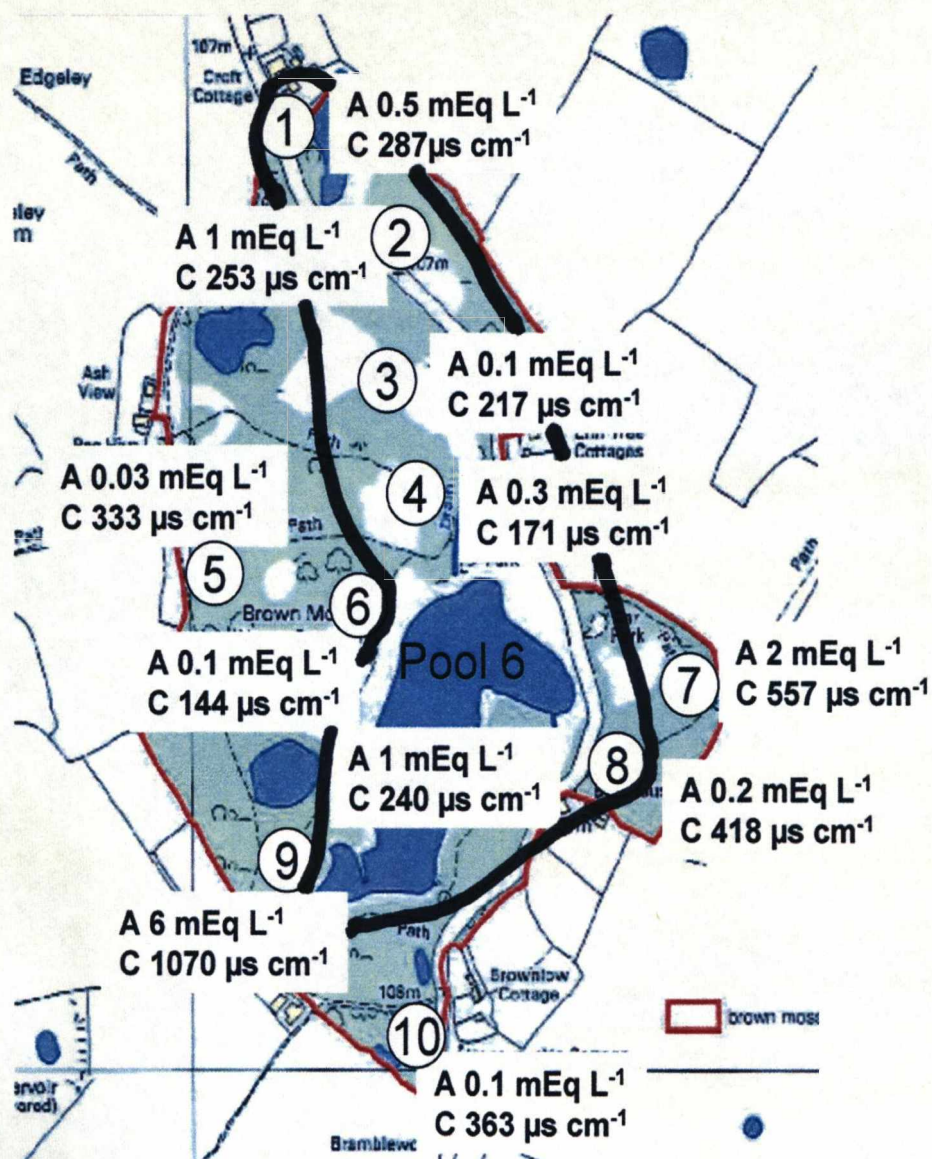 107m
Edgeley
Croft
Cottage
1
A 0.5 mEq L⁻¹
C 287µs cm⁻¹
Path
A 1 mEq L⁻¹
C 253 µs cm⁻¹
2
07m
3
A 0.1 mEq L⁻¹
C 217 µs cm⁻¹
Ash
View
Path
Cottages
A 0.03 mEq L⁻¹
C 333 µs cm⁻¹
4
Drain
A 0.3 mEq L⁻¹
C 171 µs cm⁻¹
Path
Path
5
Brown Mo
6
A 0.1 mEq L⁻¹
C 144 µs cm⁻¹
Pool 6
Park
7
A 2 mEq L⁻¹
C 557 µs cm⁻¹
A 1 mEq L⁻¹
C 240 µs cm⁻¹
8
A 0.2 mEq L⁻¹
C 418 µs cm⁻¹
9
A 6 mEq L⁻¹
C 1070 µs cm⁻¹
Path
108m
Brownlow
Cottage
brown moss
10
A 0.1 mEq L⁻¹
C 363 µs cm⁻¹
Bramblewc